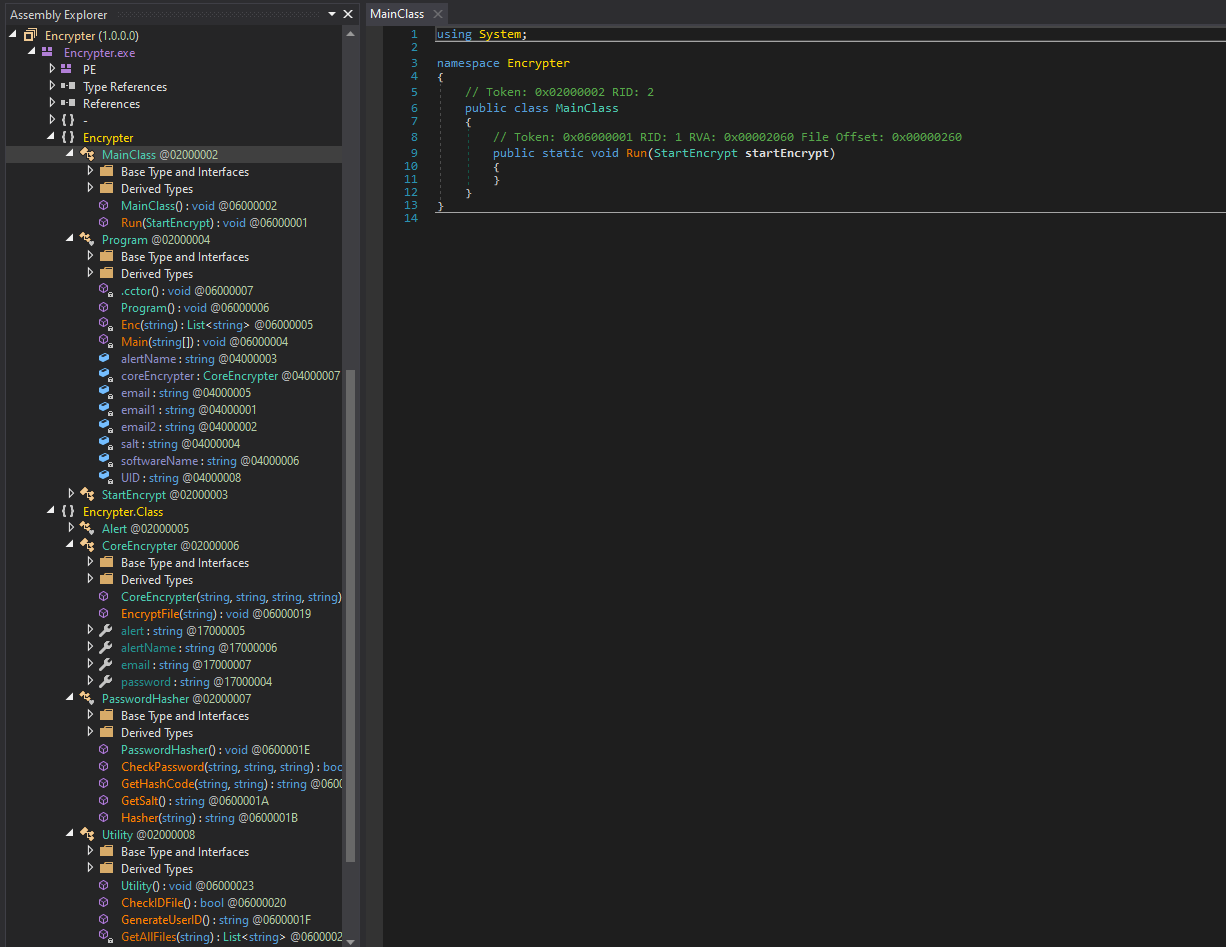 Assembly Explorer
Encrypter (1.0.0.0)
Encrypter.exe
PE
Type References
References
{ } -
{ } Encrypter
MainClass @02000002
Base Type and Interfaces
Derived Types
MainClass() : void @06000002
Run(StartEncrypt) : void @06000001
Program @02000004
Base Type and Interfaces
Derived Types
.cctor() : void @06000007
Program() : void @06000006
Enc(string) : List<string> @06000005
Main(string[]) : void @06000004
alertName : string @04000003
coreEncrypter : CoreEncrypter @04000007
email : string @04000005
email1 : string @04000001
email2 : string @04000002
salt : string @04000004
softwareName : string @04000006
UID : string @04000008
StartEncrypt @02000003
{ } Encrypter.Class
Alert @02000005
CoreEncrypter @02000006
Base Type and Interfaces
Derived Types
CoreEncrypter(string, string, string, string)
EncryptFile(string) : void @06000019
alert : string @17000005
alertName : string @17000006
email : string @17000007
password : string @17000004
PasswordHasher @02000007
Base Type and Interfaces
Derived Types
PasswordHasher() : void @0600001E
CheckPassword(string, string, string) : boo
GetHashCode(string, string) : string @0600
GetSalt() : string @0600001A
Hasher(string) : string @0600001B
Utility @02000008
Base Type and Interfaces
Derived Types
Utility() : void @06000023
CheckIDFile() : bool @06000020
GenerateUserID() : string @0600001F
GetAllFiles(string) : List<string> @0600002
MainClass
1 using System;
2
3 namespace Encrypter
4 {
5 // Token: 0x02000002 RID: 2
6 public class MainClass
7 {
8 // Token: 0x06000001 RID: 1 RVA: 0x00002060 File Offset: 0x00000260
9 public static void Run(StartEncrypt startEncrypt)
10 {
11 }
12 }
13 }
14